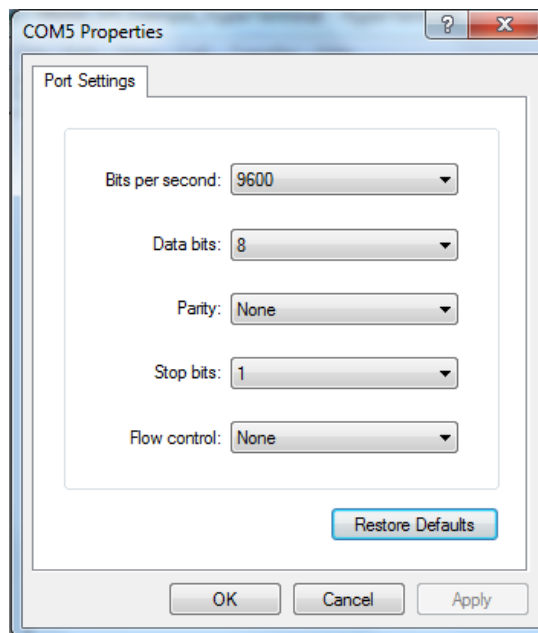 COM5 Properties
Port Settings
Bits per second: 9600
Data bits: 8
Parity: None
Stop bits: 1
Flow control: None
Restore Defaults
OK Cancel Apply